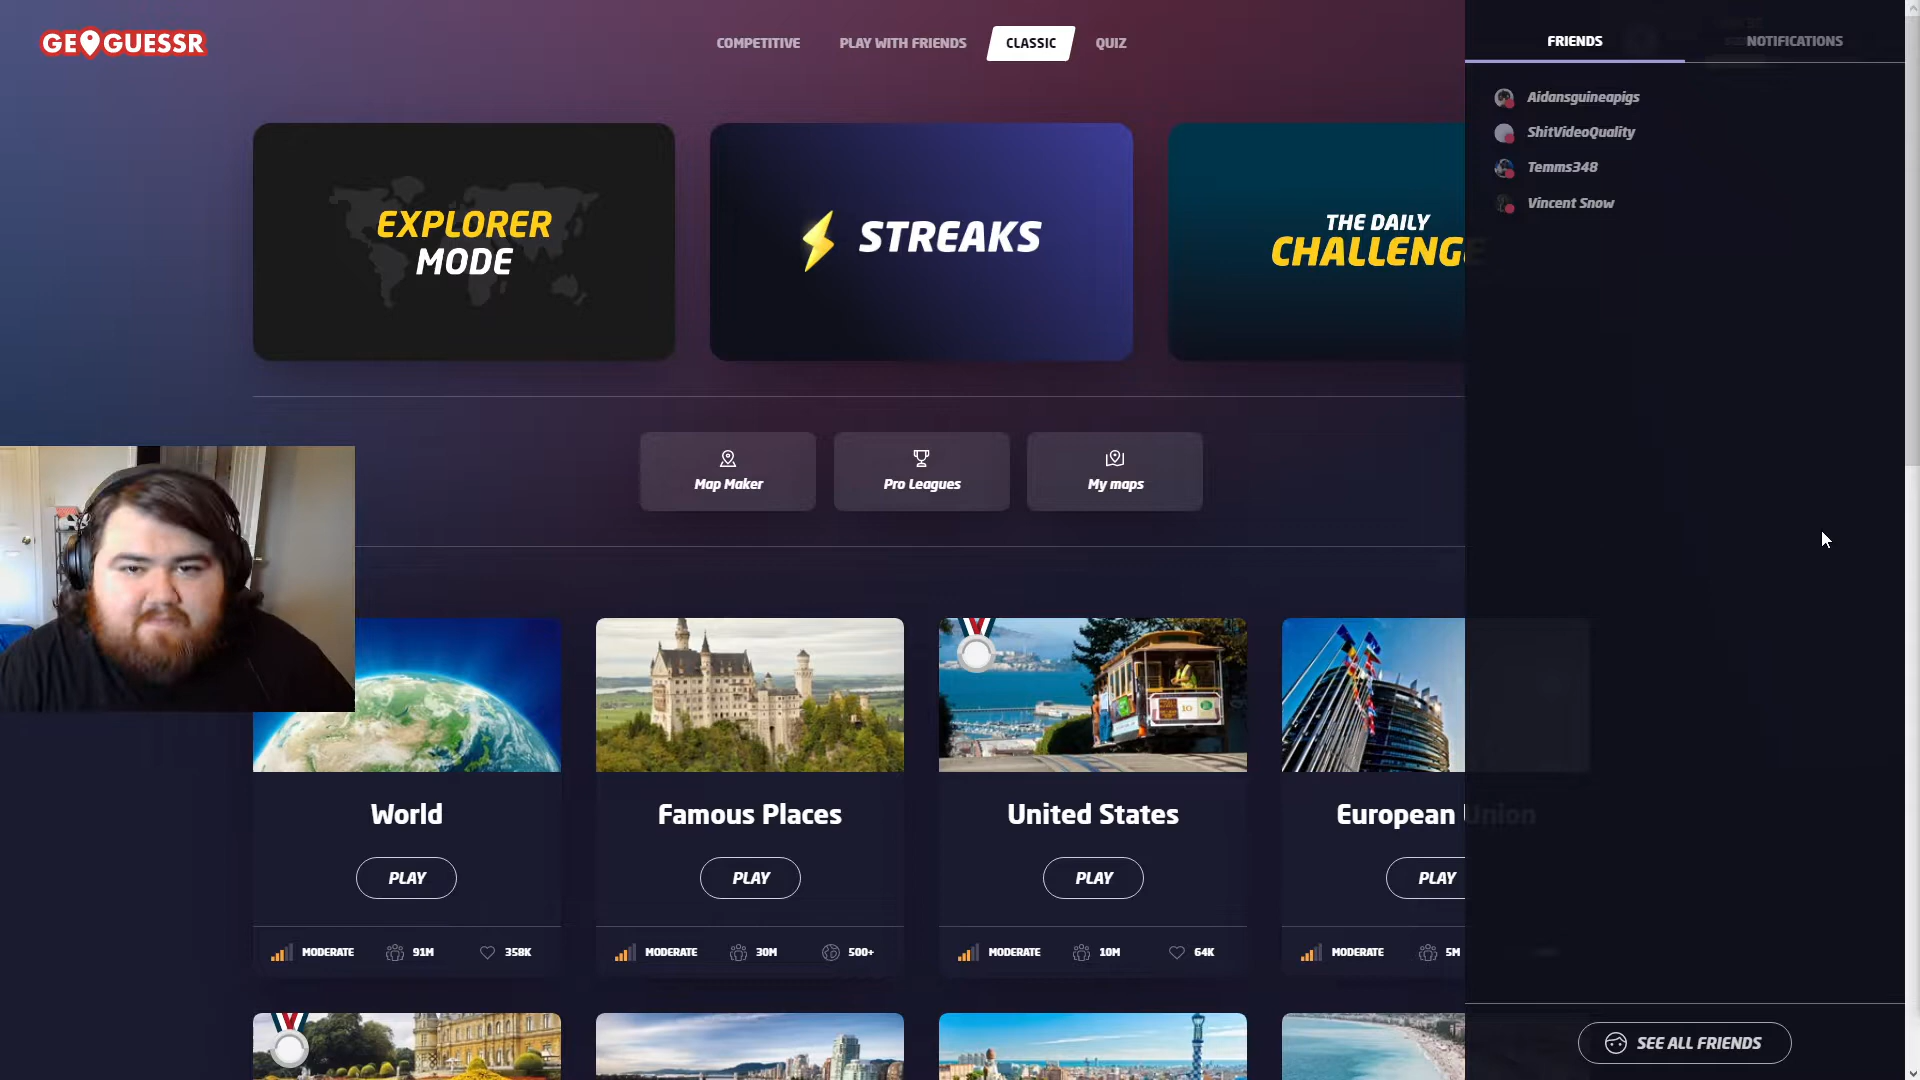 GEOGUESSR
COMPETITIVE
PLAY WITH FRIENDS
CLASSIC
QUIZ
FRIENDS
NOTIFICATIONS
Aidansguineapigs
ShitVideoQuality
Temms348
Vincent Snow
EXPLORER
MODE
STREAKS
THE DAILY
CHALLENGE
Map Maker
Pro Leagues
My maps
World
Famous Places
United States
European Union
PLAY
PLAY
PLAY
PLAY
MODERATE 91M 358K
MODERATE 30M 500+
MODERATE 10M 64K
MODERATE 5M
SEE ALL FRIENDS